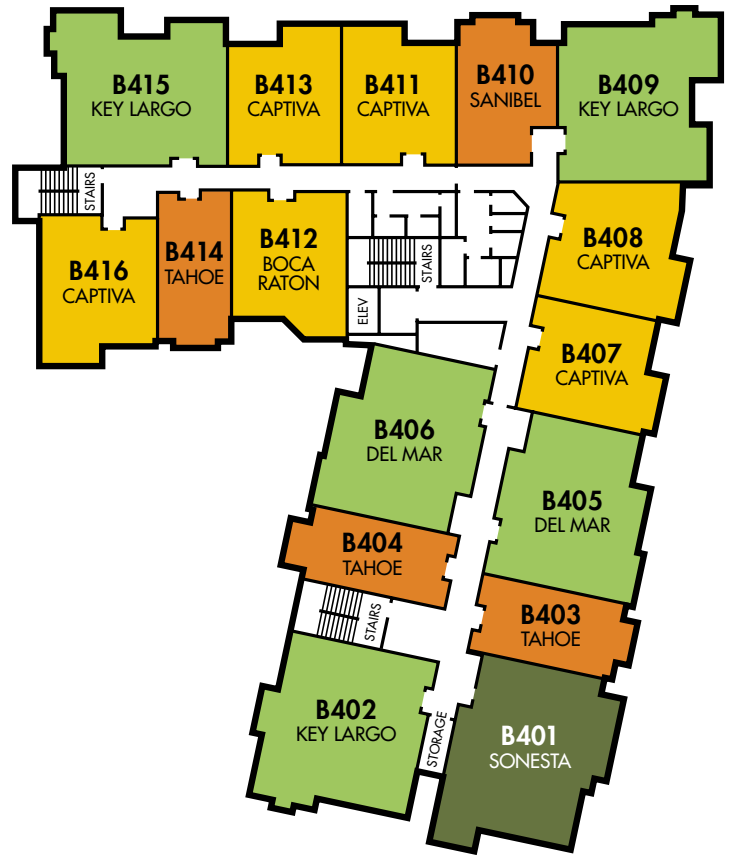 B415
KEY LARGO
B413
CAPTIVA
B411
CAPTIVA
B410
SANIBEL
B409
KEY LARGO
STAIRS
B416
CAPTIVA
B414
TAHOE
B412
BOCA
RATON
STAIRS
ELEV
B408
CAPTIVA
B407
CAPTIVA
B406
DEL MAR
B405
DEL MAR
B404
TAHOE
B403
TAHOE
STAIRS
B402
KEY LARGO
STORAGE
B401
SONESTA